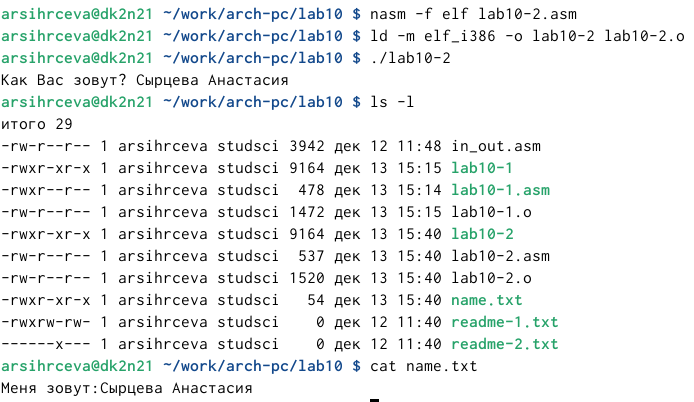 arsihrceva@dk2n21 ~/work/arch-pc/lab10 $ nasm -f elf lab10-2.asm
arsihrceva@dk2n21 ~/work/arch-pc/lab10 $ ld -m elf_i386 -o lab10-2 lab10-2.o
arsihrceva@dk2n21 ~/work/arch-pc/lab10 $ ./lab10-2
Как Вас зовут? Сырцева Анастасия
arsihrceva@dk2n21 ~/work/arch-pc/lab10 $ ls -l
итого 29
-rw-r--r-- 1 arsihrceva studsci 3942 дек 12 11:48 in_out.asm
-rwxr-xr-x 1 arsihrceva studsci 9164 дек 13 15:15 lab10-1
-rwxr--r-- 1 arsihrceva studsci  478 дек 13 15:14 lab10-1.asm
-rw-r--r-- 1 arsihrceva studsci 1472 дек 13 15:15 lab10-1.o
-rwxr-xr-x 1 arsihrceva studsci 9164 дек 13 15:40 lab10-2
-rw-r--r-- 1 arsihrceva studsci  537 дек 13 15:40 lab10-2.asm
-rw-r--r-- 1 arsihrceva studsci 1520 дек 13 15:40 lab10-2.o
-rwxr-xr-x 1 arsihrceva studsci   54 дек 13 15:40 name.txt
-rwxrw-rw- 1 arsihrceva studsci    0 дек 12 11:40 readme-1.txt
------x--- 1 arsihrceva studsci    0 дек 12 11:40 readme-2.txt
arsihrceva@dk2n21 ~/work/arch-pc/lab10 $ cat name.txt
Меня зовут:Сырцева Анастасия